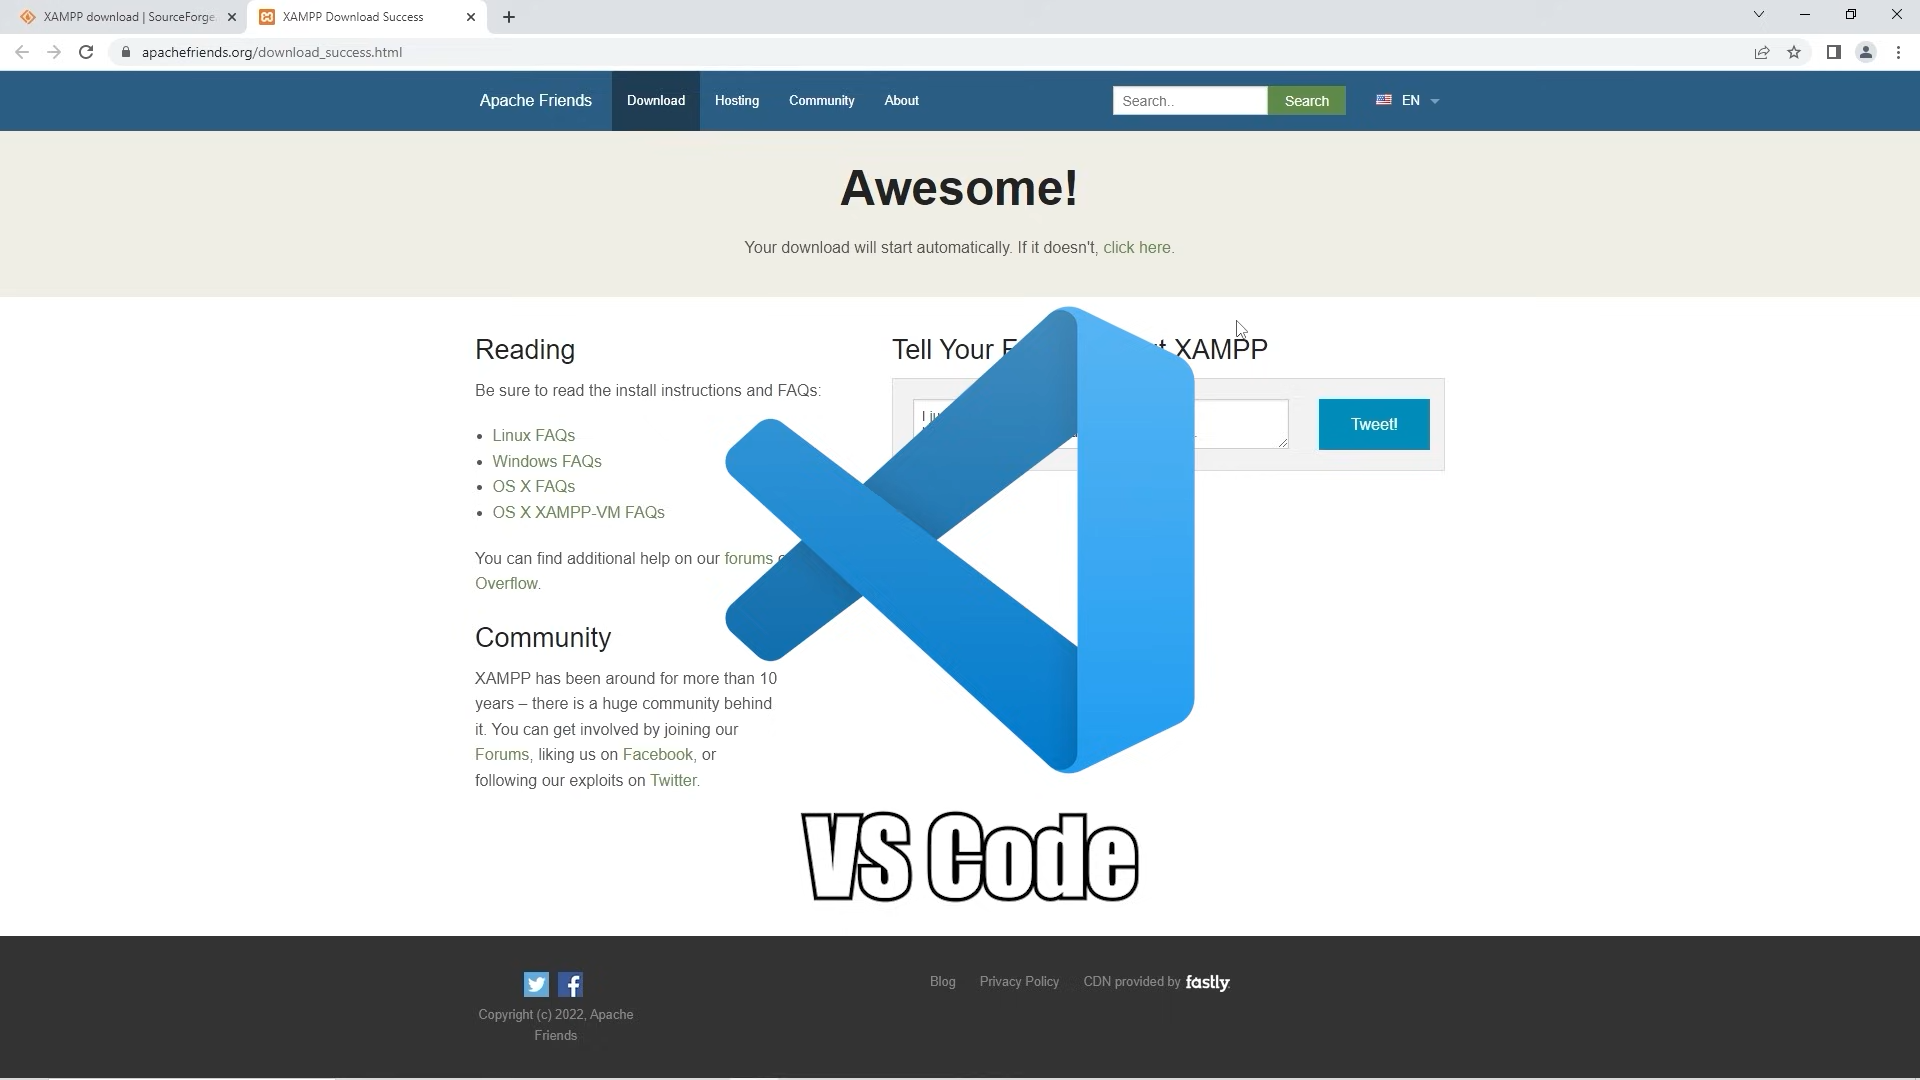 XAMPP download | SourceForge.
XAMPP Download Success
apachefriends.org/download_success.html
Apache Friends
Download
Hosting
Community
About
Search..
Search
EN
Awesome!
Your download will start automatically. If it doesn't, click here.
Reading
Be sure to read the install instructions and FAQs:
Linux FAQs
Windows FAQs
OS X FAQs
OS X XAMPP-VM FAQs
You can find additional help on our forums
Overflow.
Community
XAMPP has been around for more than 10
years – there is a huge community behind
it. You can get involved by joining our
Forums, liking us on Facebook, or
following our exploits on Twitter.
Tell Your XAMPP
Tweet!
VS Code
Copyright (c) 2022, Apache
Friends
Blog
Privacy Policy
CDN provided by fastly